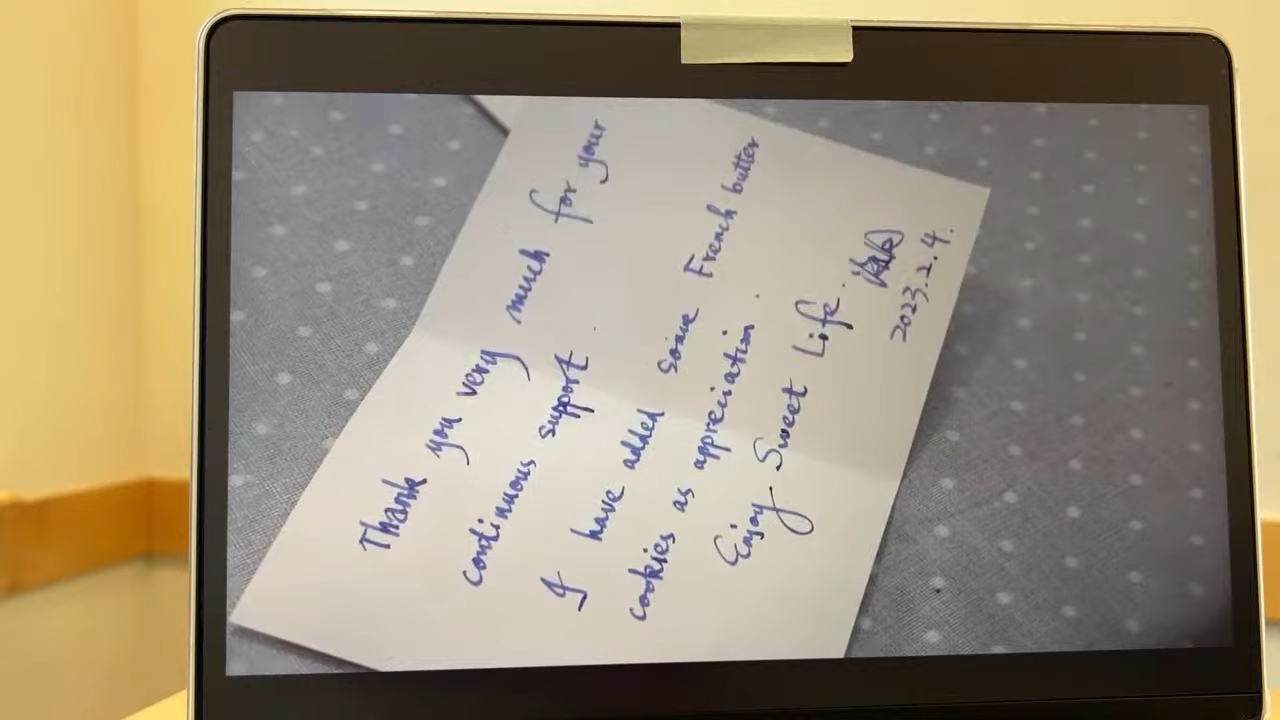 Thank you very much for your
continuous support.
I have added some French butter
cookies as appreciation.
Enjoy. Sweet Life.
2023.2.4.